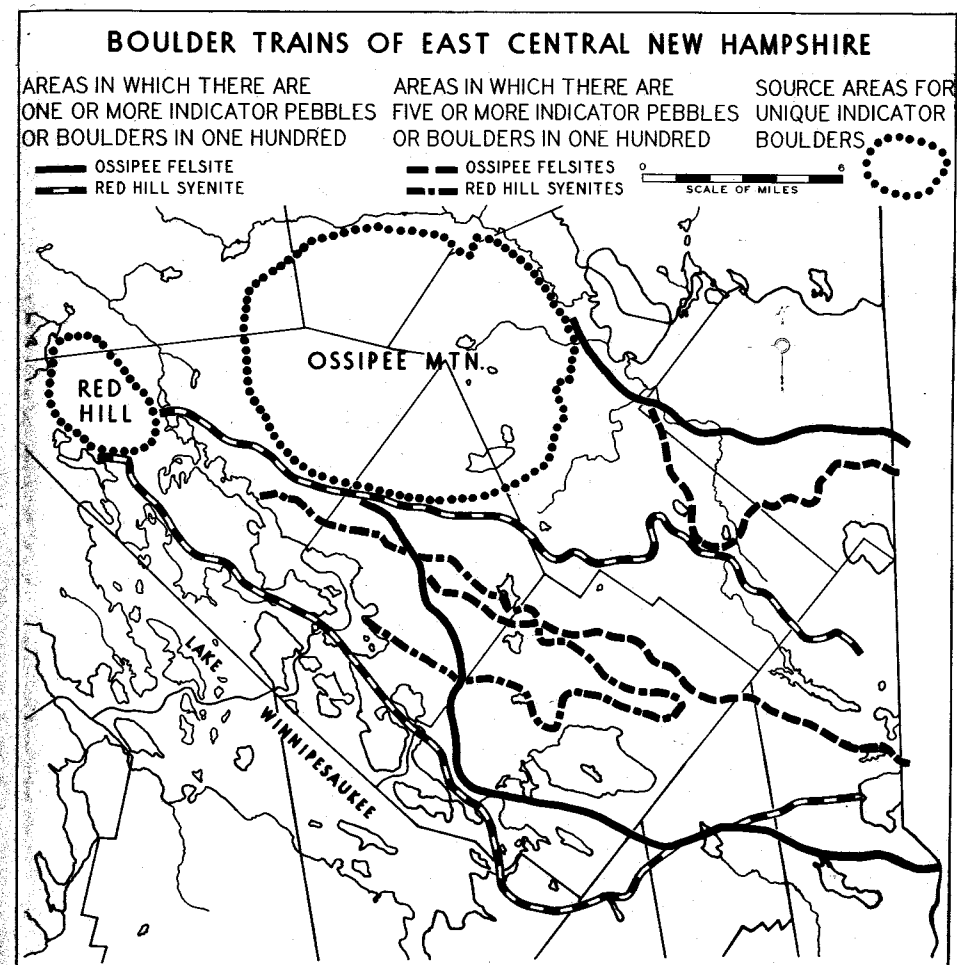 BOULDER TRAINS OF EAST CENTRAL NEW HAMPSHIRE
AREAS IN WHICH THERE ARE
ONE OR MORE INDICATOR PEBBLES
OR BOULDERS IN ONE HUNDRED
OSSIPEE FELSITE
RED HILL SYENITE
AREAS IN WHICH THERE ARE
FIVE OR MORE INDICATOR PEBBLES
OR BOULDERS IN ONE HUNDRED
OSSIPEE FELSITES
RED HILL SYENITES
SOURCE AREAS FOR
UNIQUE INDICATOR
BOULDERS
0 6
SCALE OF MILES
OSSIPEE MTN.
RED
HILL
LAKE
WINNIPESAUKEE